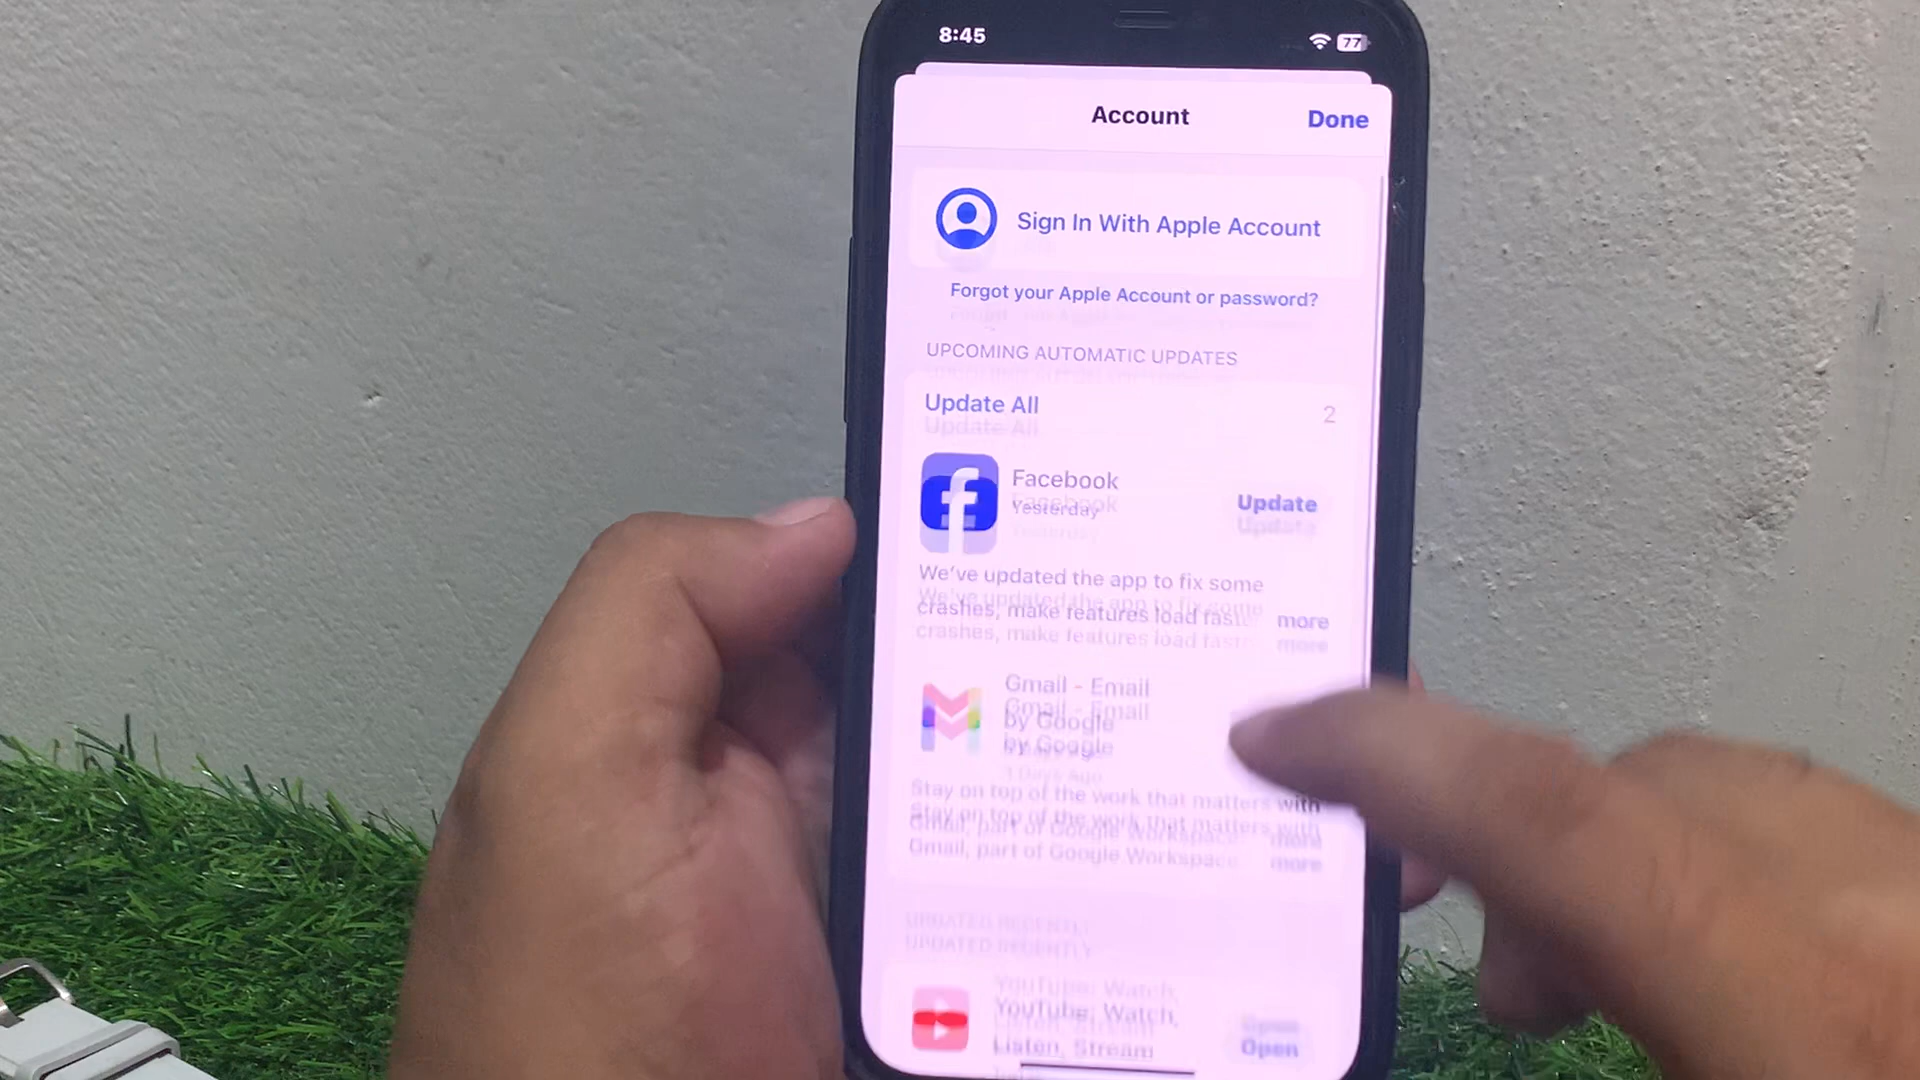 8:45
77
Account
Done
Sign In With Apple Account
Forgot your Apple Account or password?
UPCOMING AUTOMATIC UPDATES
Update All
2
Facebook
Yesterday
Update
We've updated the app to fix some
crashes, make features load faste
more
Gmail - Email
by Google
Days Ago
Stay on top of the work that matters with
Gmail, part of Google Workspace
more
UPDATED RECENTLY
YouTube: Watch,
Listen, Stream
Open